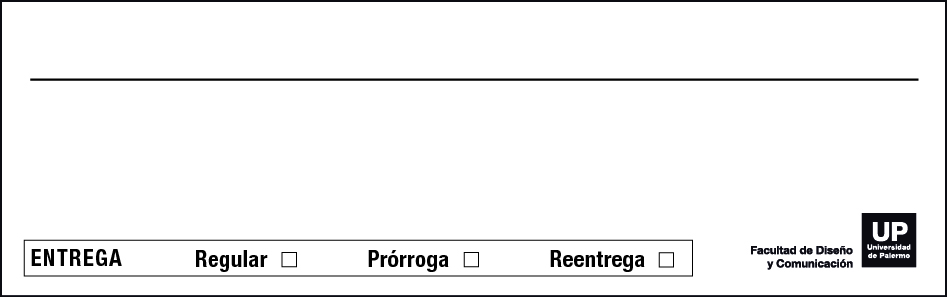 ENTREGA Regular □ Prórroga □ Reentrega □
Facultad de Diseño
y Comunicación
UP
Universidad
de Palermo